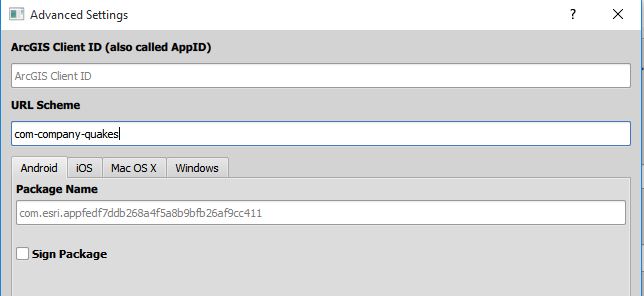 Advanced Settings
ArcGIS Client ID (also called AppID)
ArcGIS Client ID
URL Scheme
com-company-quakes
Android iOS Mac OS X Windows
Package Name
com.esri.appfedf7ddb268a4f5a8b9bfb26af9cc411
Sign Package